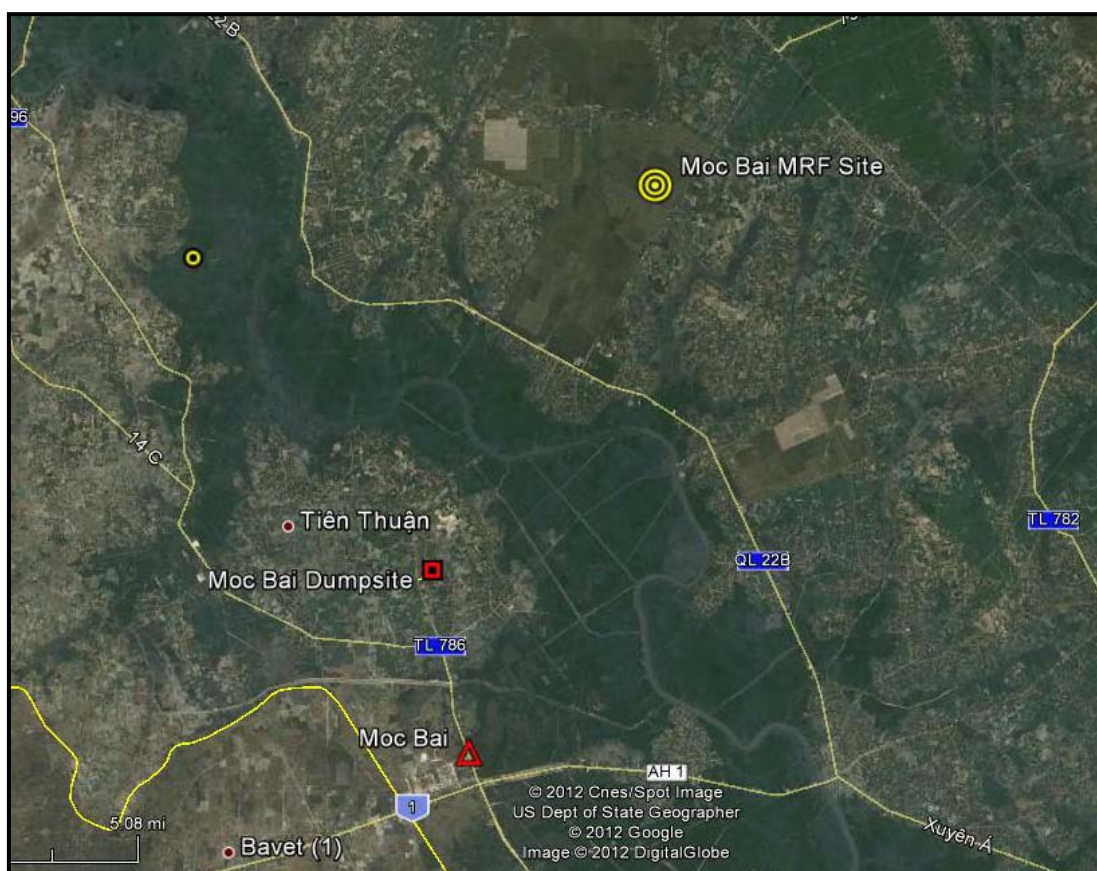 22 B
96
Moc Bai MRF Site
14 C
Tiên Thuận
Moc Bai Dumpsite
TL 782
QL 22B
TL 786
Moc Bai
AH 1
1
5.08 mi
Bavet (1)
Xuyên Á
© 2012 Cnes/Spot Image
US Dept of State Geographer
© 2012 Google
Image © 2012 DigitalGlobe